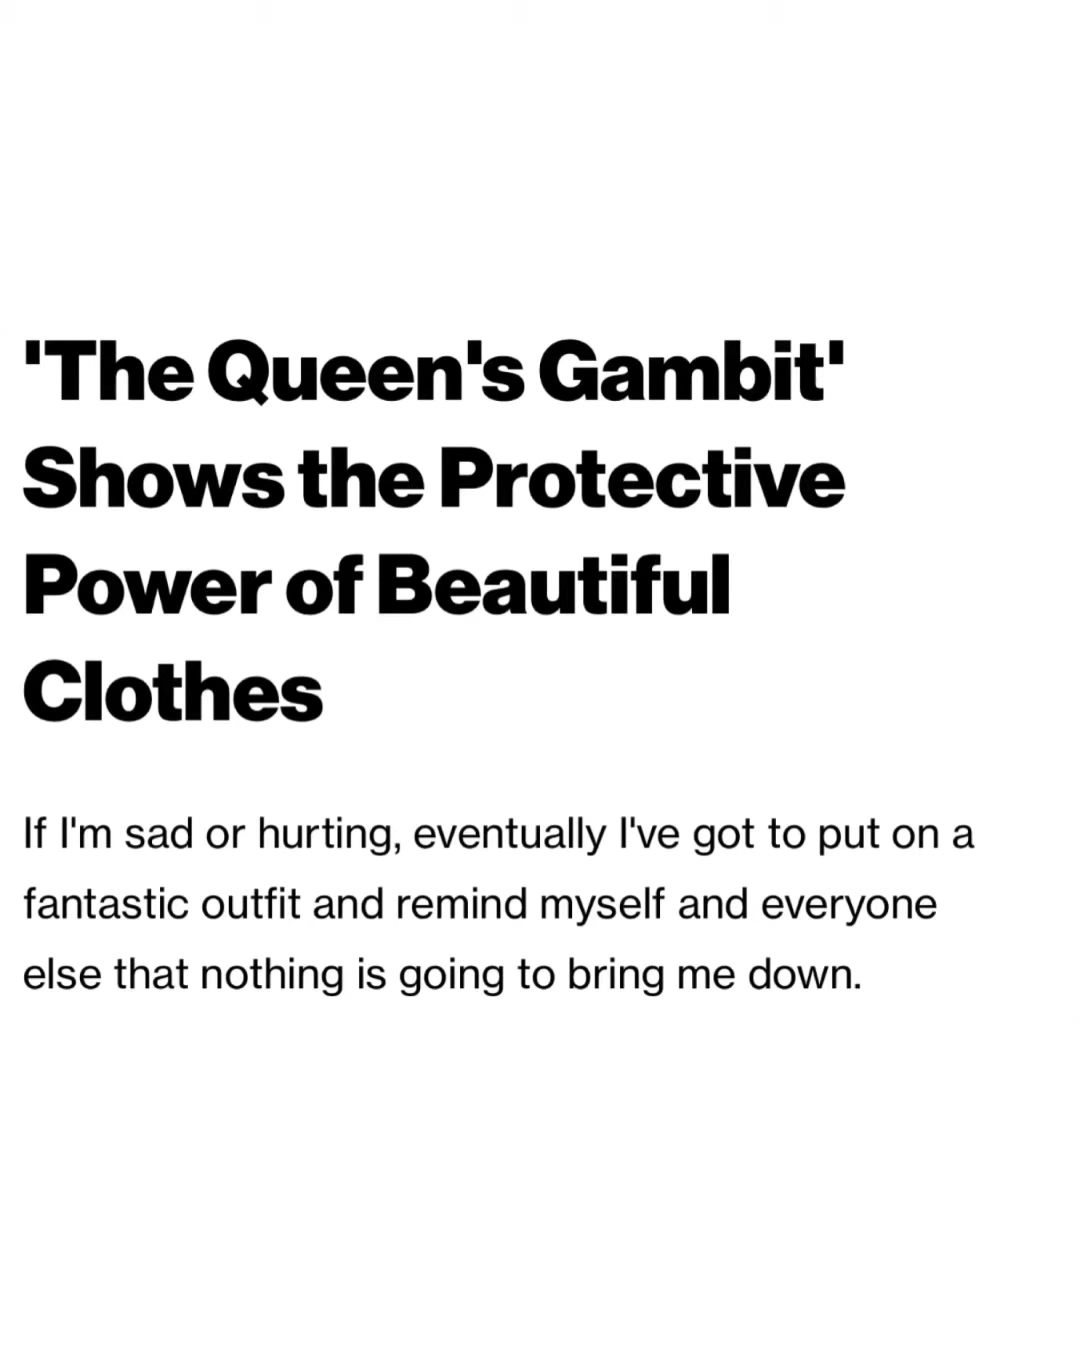 'The Queen's Gambit'
Shows the Protective
Power of Beautiful
Clothes
If I'm sad or hurting, eventually I've got to put on a
fantastic outfit and remind myself and everyone
else that nothing is going to bring me down.